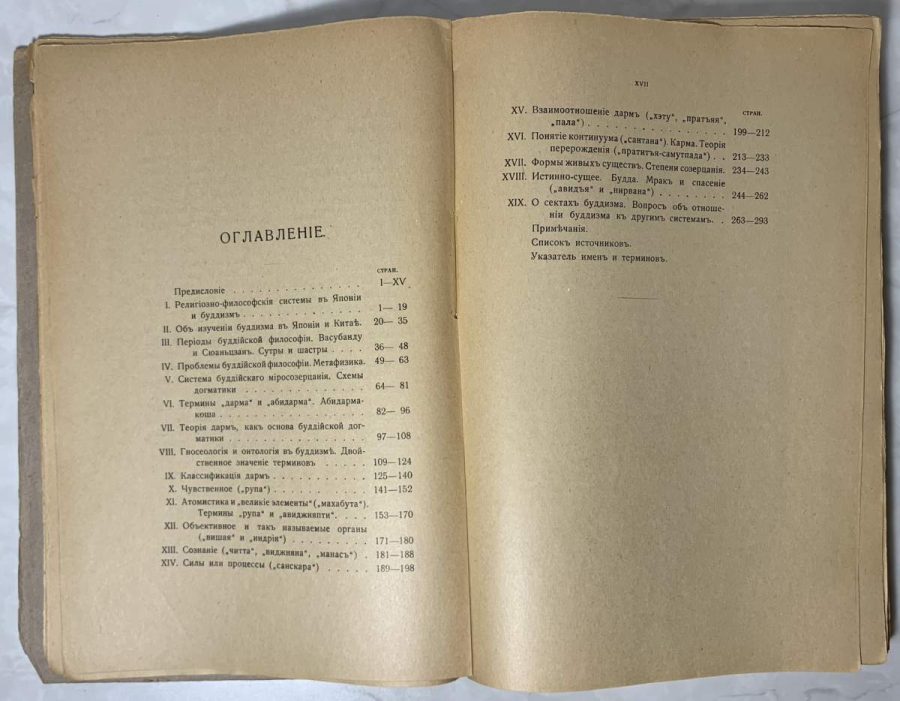 ОГЛАВЛЕНІЕ.
СТРАН.
Предисловіе . . . . . . . . . . . . . . . . I—XV
I. Религіозно-философскія системы въ Японіи
и буддизмъ . . . . . . . . . . . . . . 1— 19
II. Объ изученіи буддизма въ Японіи и Китаѣ. 20— 35
III. Періоды буддійской философіи. Васубанду
и Сюаньцзанъ. Сутры и шастры . . . . 36— 48
IV. Проблемы буддійской философіи. Метафизика. 49— 63
V. Система буддійскаго міросозерцанія. Схемы
догматики . . . . . . . . . . . . . . 64— 81
VI. Термины „дарма“ и „абидарма“. Абидарма-
коша . . . . . . . . . . . . . . . . . 82— 96
VII. Теорія дармъ, какъ основа буддійской дог-
матики . . . . . . . . . . . . . . . . 97—108
VIII. Гносеологія и онтологія въ буддизмѣ. Двой-
ственное значеніе терминовъ . . . . . 109—124
IX. Классификація дармъ . . . . . . . . . . . 125—140
X. Чувственное („рупа“) . . . . . . . . . . . 141—152
XI. Атомистика и „великіе элементы“ („махабута“).
Термины „рупа“ и „авиджняпти“. . . . 153—170
XII. Объективное и такъ называемые органы
(„вишая“ и „индрія“) . . . . . . . . . 171—180
XIII. Сознаніе („читта“, „виджняна“, „манасъ“) . 181—188
XIV. Силы или процессы („санскара“) . . . . . 189—198
XVII
СТРАН.
XV. Взаимоотношеніе дармъ („хэту“, „пратьяя“,
„пала“) . . . . . . . . . . . . . . . . 199—212
XVI. Понятіе континуума („сантана“). Карма. Теорія
перерожденія („пратитья-самутпада“) . . 213—233
XVII. Формы живыхъ существъ. Степени созерцанія. 234—243
XVIII. Истинно-сущее. Будда. Мракъ и спасеніе
(„авидья“ и „нирвана“) . . . . . . . . 244—262
XIX. О сектахъ буддизма. Вопросъ объ отноше-
ніи буддизма къ другимъ системамъ. . 263—293
Примѣчанія.
Списокъ источниковъ.
Указатель именъ и терминовъ.